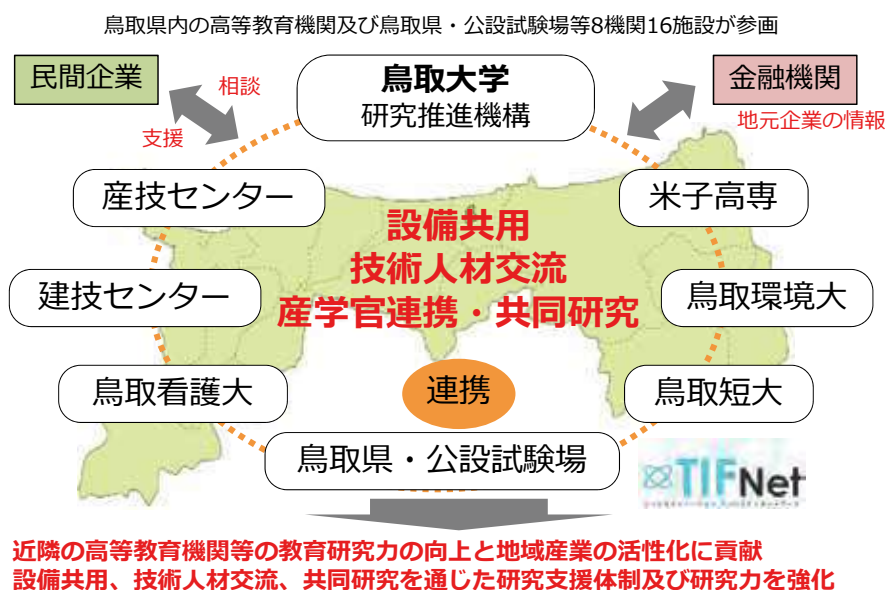 鳥取県内の高等教育機関及び鳥取県・公設試験場等8機関16施設が参画
民間企業
相談
支援
鳥取大学
研究推進機構
金融機関
地元企業の情報
産技センター
米子高専
設備共用
技術人材交流
産学官連携・共同研究
建技センター
鳥取環境大
鳥取看護大
連携
鳥取短大
鳥取県・公設試験場
TIFNet
近隣の高等教育機関等の教育研究力の向上と地域産業の活性化に貢献
設備共用、技術人材交流、共同研究を通じた研究支援体制及び研究力を強化